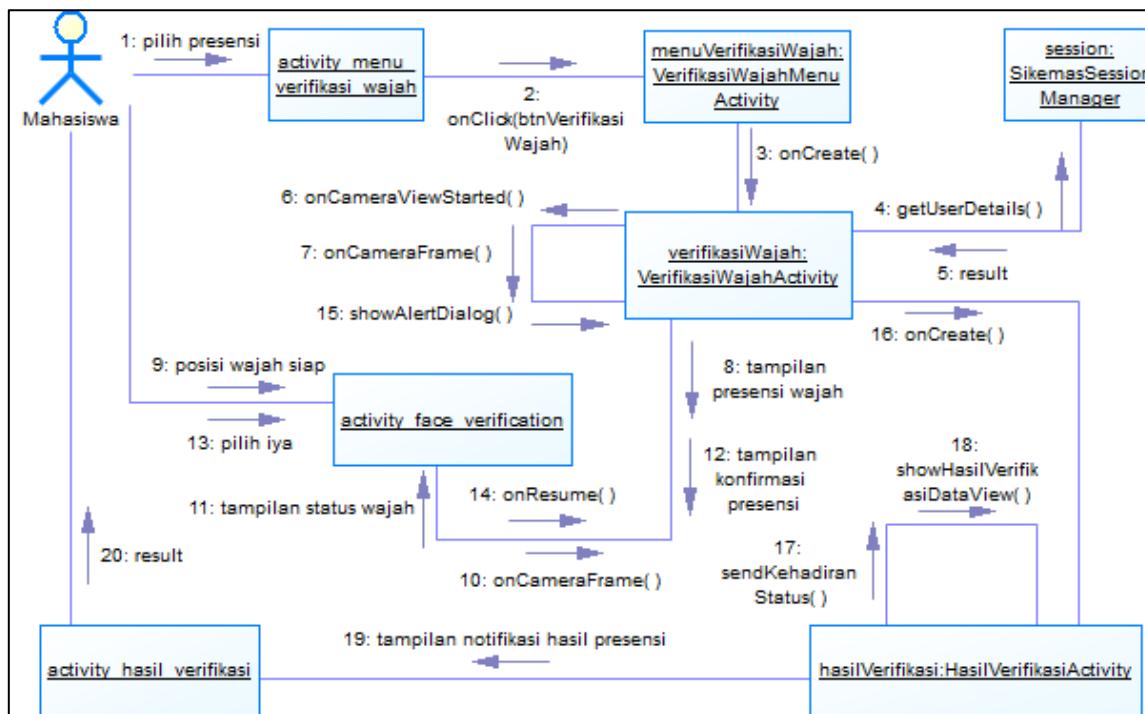 1: pilih presensi
Mahasiswa
activity_menu_
verifikasi_wajah
2:
onClick(btnVerifikasi
Wajah)
menuVerifikasiWajah:
VerifikasiWajahMenu
Activity
session:
SikemasSession
Manager
3: onCreate( )
4: getUserDetails( )
5: result
6: onCameraViewStarted( )
7: onCameraFrame( )
15: showAlertDialog( )
verifikasiWajah:
VerifikasiWajahActivity
16: onCreate( )
9: posisi wajah siap
13: pilih iya
activity_face_verification
8: tampilan
presensi wajah
12: tampilan
konfirmasi
presensi
11: tampilan status wajah
14: onResume( )
10: onCameraFrame( )
18:
showHasilVerifik
asiDataView( )
17:
sendKehadiran
Status( )
20: result
19: tampilan notifikasi hasil presensi
activity_hasil_verifikasi
hasilVerifikasi:HasilVerifikasiActivity